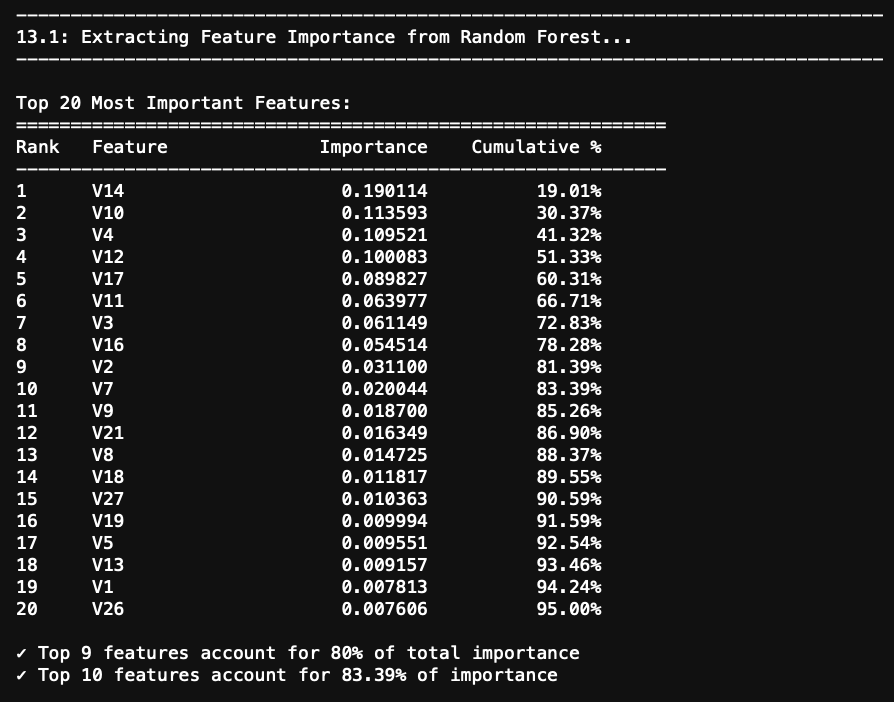 --------------------------------------------------------------------------------
13.1: Extracting Feature Importance from Random Forest...
--------------------------------------------------------------------------------
Top 20 Most Important Features:
============================================================
Rank   Feature              Importance    Cumulative %
------------------------------------------------------------
1      V14                    0.190114          19.01%
2      V10                    0.113593          30.37%
3      V4                     0.109521          41.32%
4      V12                    0.100083          51.33%
5      V17                    0.089827          60.31%
6      V11                    0.063977          66.71%
7      V3                     0.061149          72.83%
8      V16                    0.054514          78.28%
9      V2                     0.031100          81.39%
10     V7                     0.020044          83.39%
11     V9                     0.018700          85.26%
12     V21                    0.016349          86.90%
13     V8                     0.014725          88.37%
14     V18                    0.011817          89.55%
15     V27                    0.010363          90.59%
16     V19                    0.009994          91.59%
17     V5                     0.009551          92.54%
18     V13                    0.009157          93.46%
19     V1                     0.007813          94.24%
20     V26                    0.007606          95.00%
✓ Top 9 features account for 80% of total importance
✓ Top 10 features account for 83.39% of importance